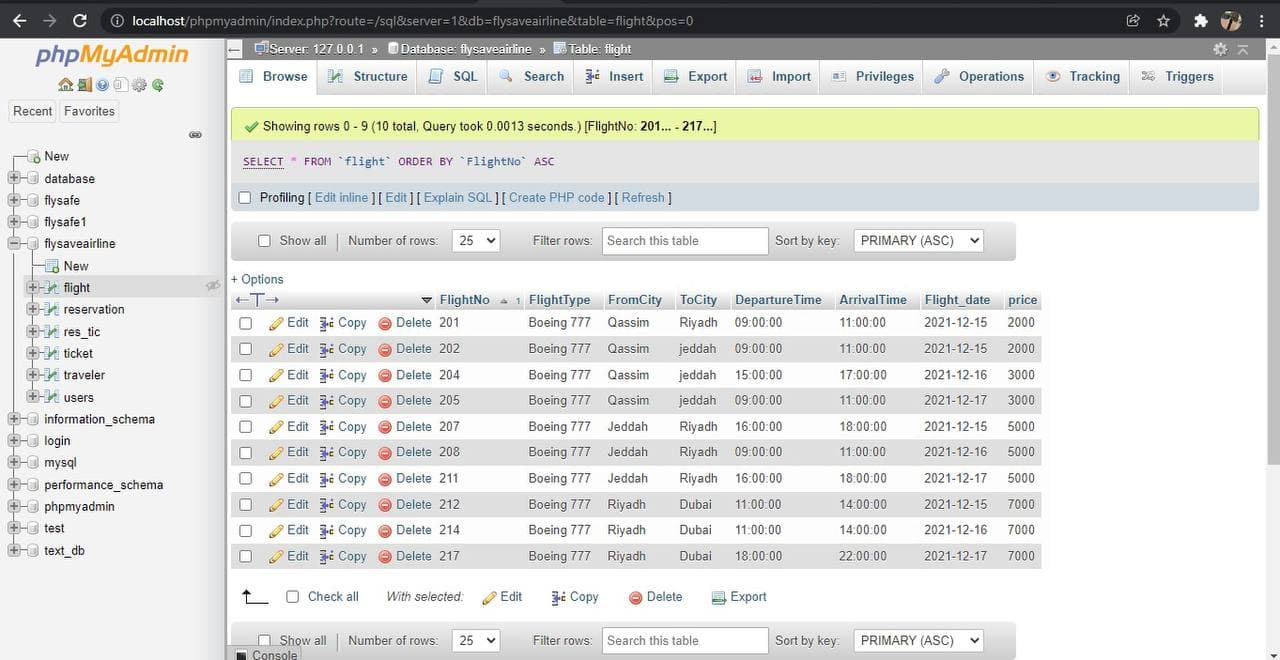 localhost/phpmyadmin/index.php?route=/sql&server=1&db=flysaveairline&table=flight&pos=0
phpMyAdmin
Recent Favorites
New
database
flysafe
flysafe1
flysaveairline
New
flight
reservation
res_tic
ticket
traveler
users
information_schema
login
mysql
performance_schema
phpmyadmin
test
text_db
Server: 127.0.0.1 » Database: flysaveairline » Table: flight
Browse Structure SQL Search Insert Export Import Privileges Operations Tracking Triggers
Showing rows 0 - 9 (10 total, Query took 0.0013 seconds.) [FlightNo: 201... - 217...]
SELECT * FROM `flight` ORDER BY `FlightNo` ASC
Profiling [ Edit inline ] [ Edit ] [ Explain SQL ] [ Create PHP code ] [ Refresh ]
Show all Number of rows: 25 Filter rows: Search this table Sort by key: PRIMARY (ASC)
+ Options
←T→ FlightNo 1 FlightType FromCity ToCity DepartureTime ArrivalTime Flight_date price
Edit Copy Delete 201 Boeing 777 Qassim Riyadh 09:00:00 11:00:00 2021-12-15 2000
Edit Copy Delete 202 Boeing 777 Qassim jeddah 09:00:00 11:00:00 2021-12-15 2000
Edit Copy Delete 204 Boeing 777 Qassim jeddah 15:00:00 17:00:00 2021-12-16 3000
Edit Copy Delete 205 Boeing 777 Qassim jeddah 09:00:00 11:00:00 2021-12-17 3000
Edit Copy Delete 207 Boeing 777 Jeddah Riyadh 16:00:00 18:00:00 2021-12-15 5000
Edit Copy Delete 208 Boeing 777 Jeddah Riyadh 09:00:00 11:00:00 2021-12-16 5000
Edit Copy Delete 211 Boeing 777 Jeddah Riyadh 16:00:00 18:00:00 2021-12-17 5000
Edit Copy Delete 212 Boeing 777 Riyadh Dubai 11:00:00 14:00:00 2021-12-15 7000
Edit Copy Delete 214 Boeing 777 Riyadh Dubai 11:00:00 14:00:00 2021-12-16 7000
Edit Copy Delete 217 Boeing 777 Riyadh Dubai 18:00:00 22:00:00 2021-12-17 7000
Check all With selected: Edit Copy Delete Export
Show all Number of rows: 25 Filter rows: Search this table Sort by key: PRIMARY (ASC)
Console